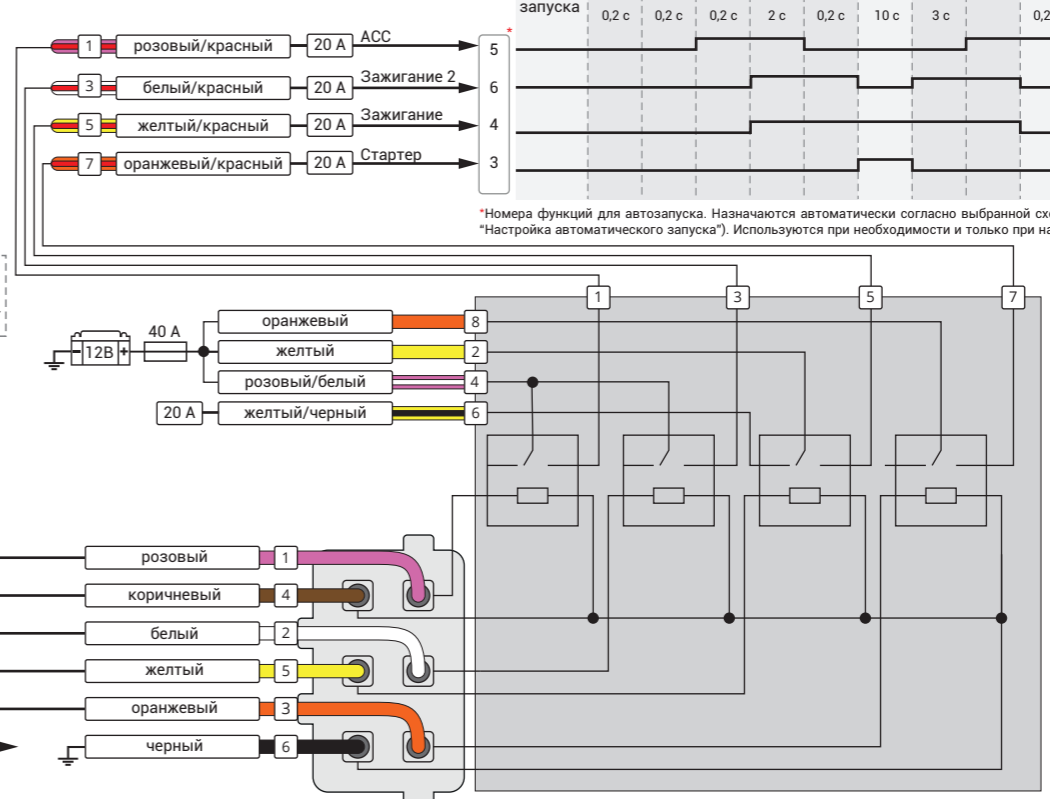 запуска
0,2 с 0,2 с 0,2 с 2 с 0,2 с 10 с 3 с 0,2
1 розовый/красный 20 А АСС 5 *
3 белый/красный 20 А Зажигание 2 6
5 желтый/красный 20 А Зажигание 4
7 оранжевый/красный 20 А Стартер 3
*Номера функций для автозапуска. Назначаются автоматически согласно выбранной
“Настройка автоматического запуска”). Используются при необходимости и только при
1 3 5 7
12В
- +
40 А
оранжевый 8
желтый 2
розовый/белый 4
20 А желтый/черный 6
розовый 1
коричневый 4
белый 2
желтый 5
оранжевый 3
черный 6